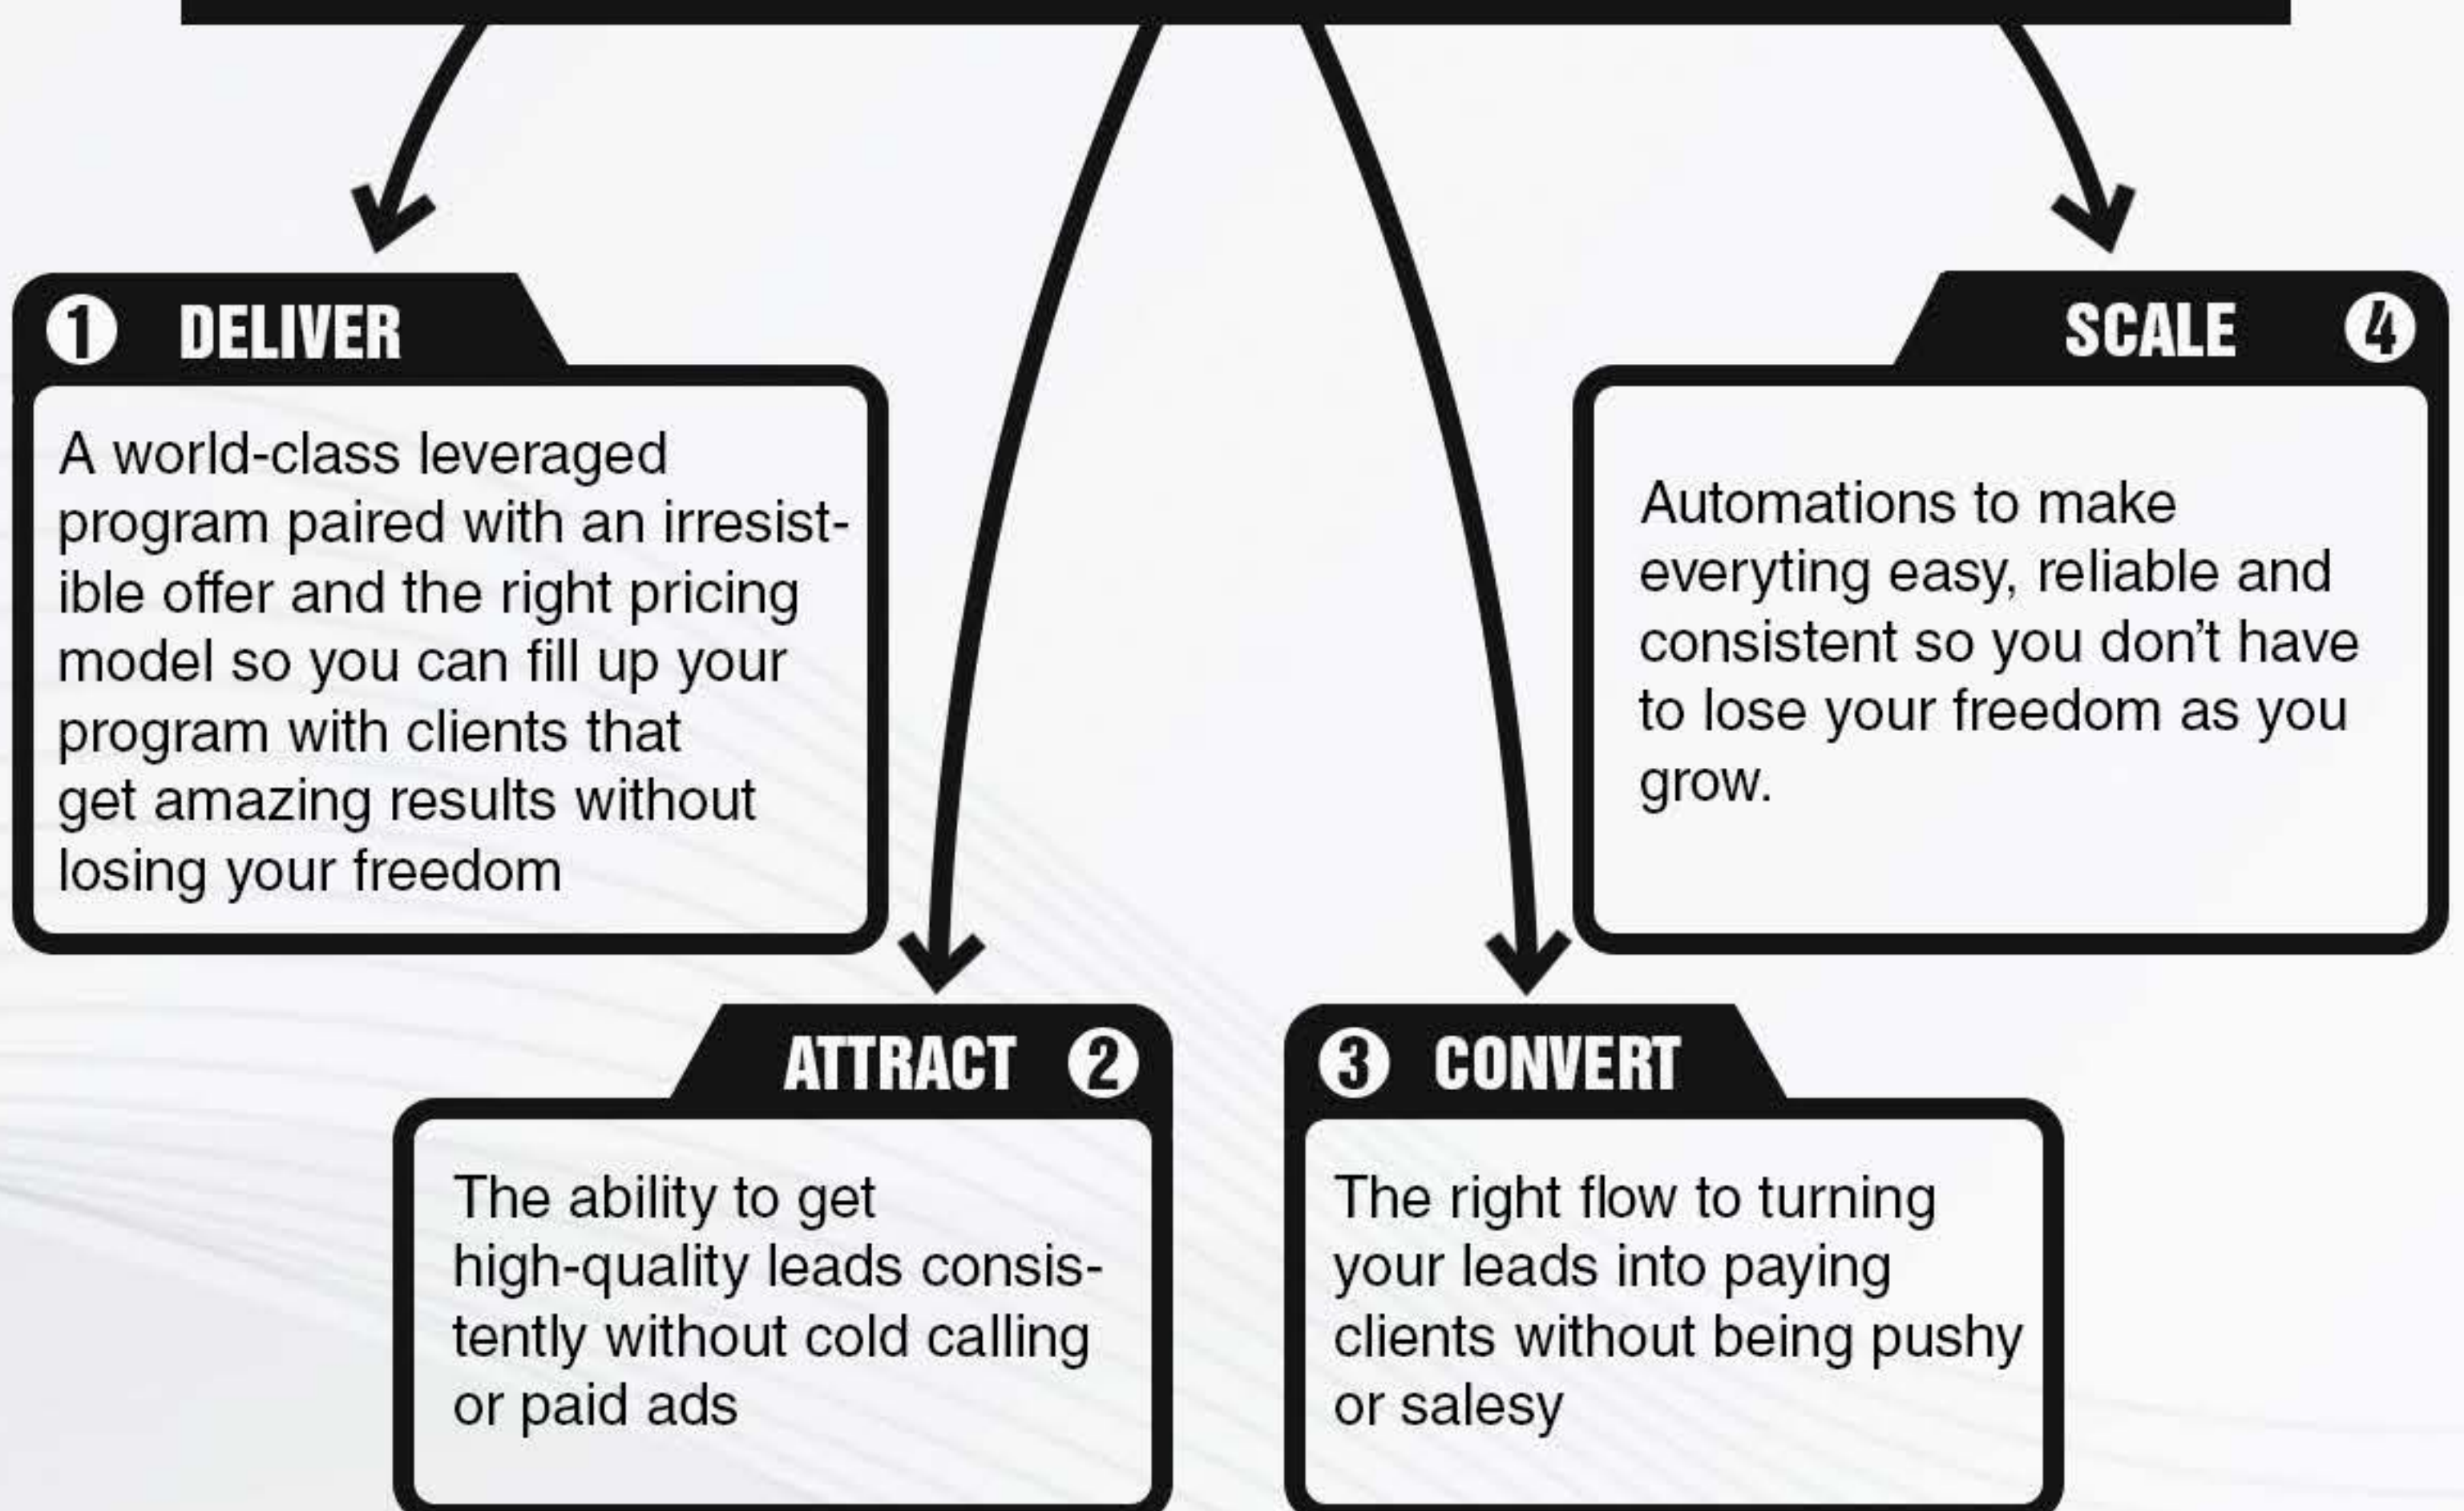 1 DELIVER
A world-class leveraged
program paired with an irresist-
ible offer and the right pricing
model so you can fill up your
program with clients that
get amazing results without
losing your freedom
ATTRACT 2
The ability to get
high-quality leads consis-
tently without cold calling
or paid ads
3 CONVERT
The right flow to turning
your leads into paying
clients without being pushy
or salesy
SCALE 4
Automations to make
everyting easy, reliable and
consistent so you don't have
to lose your freedom as you
grow.